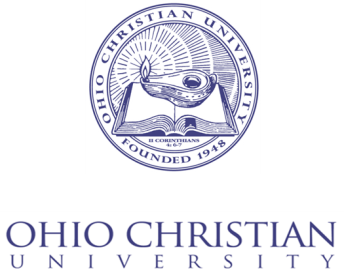 OHIO CHRISTIAN UNIVERSITY
II CORINTHIANS
4: 6-7
FOUNDED 1948
OHIO CHRISTIAN
UNIVERSITY